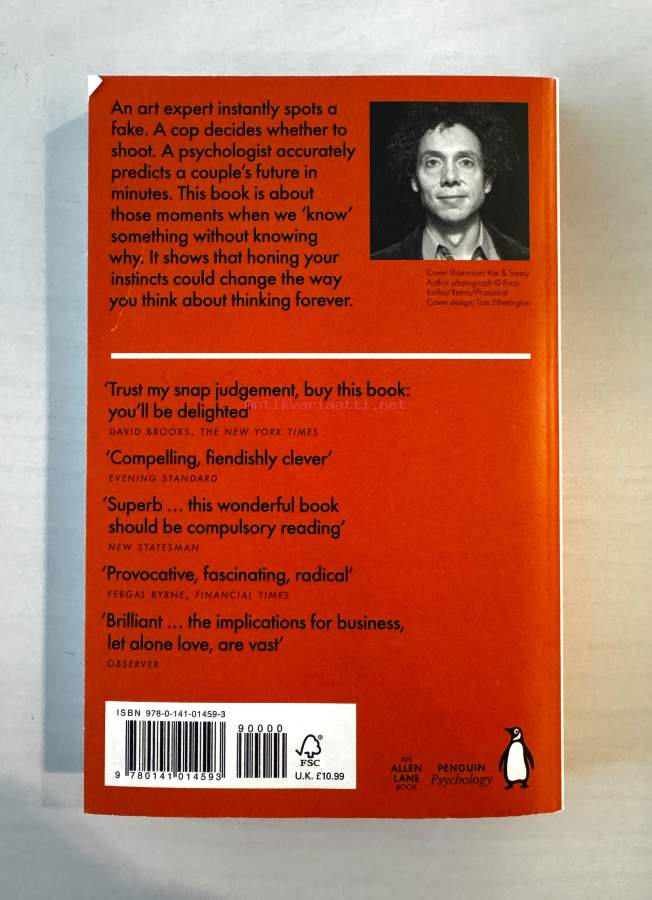 An art expert instantly spots a
fake. A cop decides whether to
shoot. A psychologist accurately
predicts a couple's future in
minutes. This book is about
those moments when we 'know'
something without knowing
why. It shows that honing your
instincts could change the way
you think about thinking forever.
Cover Illustration: Kai & Sunny
Author photograph © Evan
Kafka/Retna/Photoshot
Cover design: Tom Etherington
'Trust my snap judgement, buy this book:
you'll be delighted'
antikvariaatti.net
DAVID BROOKS, THE NEW YORK TIMES
'Compelling, fiendishly clever'
EVENING STANDARD
'Superb ... this wonderful book
should be compulsory reading'
NEW STATESMAN
'Provocative, fascinating, radical'
FERGAL BYRNE, FINANCIAL TIMES
'Brilliant ... the implications for business,
let alone love, are vast'
OBSERVER
ISBN 978-0-141-01459-3
90000
9 780141 014593
FSC
U.K. £10.99
AN
ALLEN
LANE
BOOK
PENGUIN
Psychology